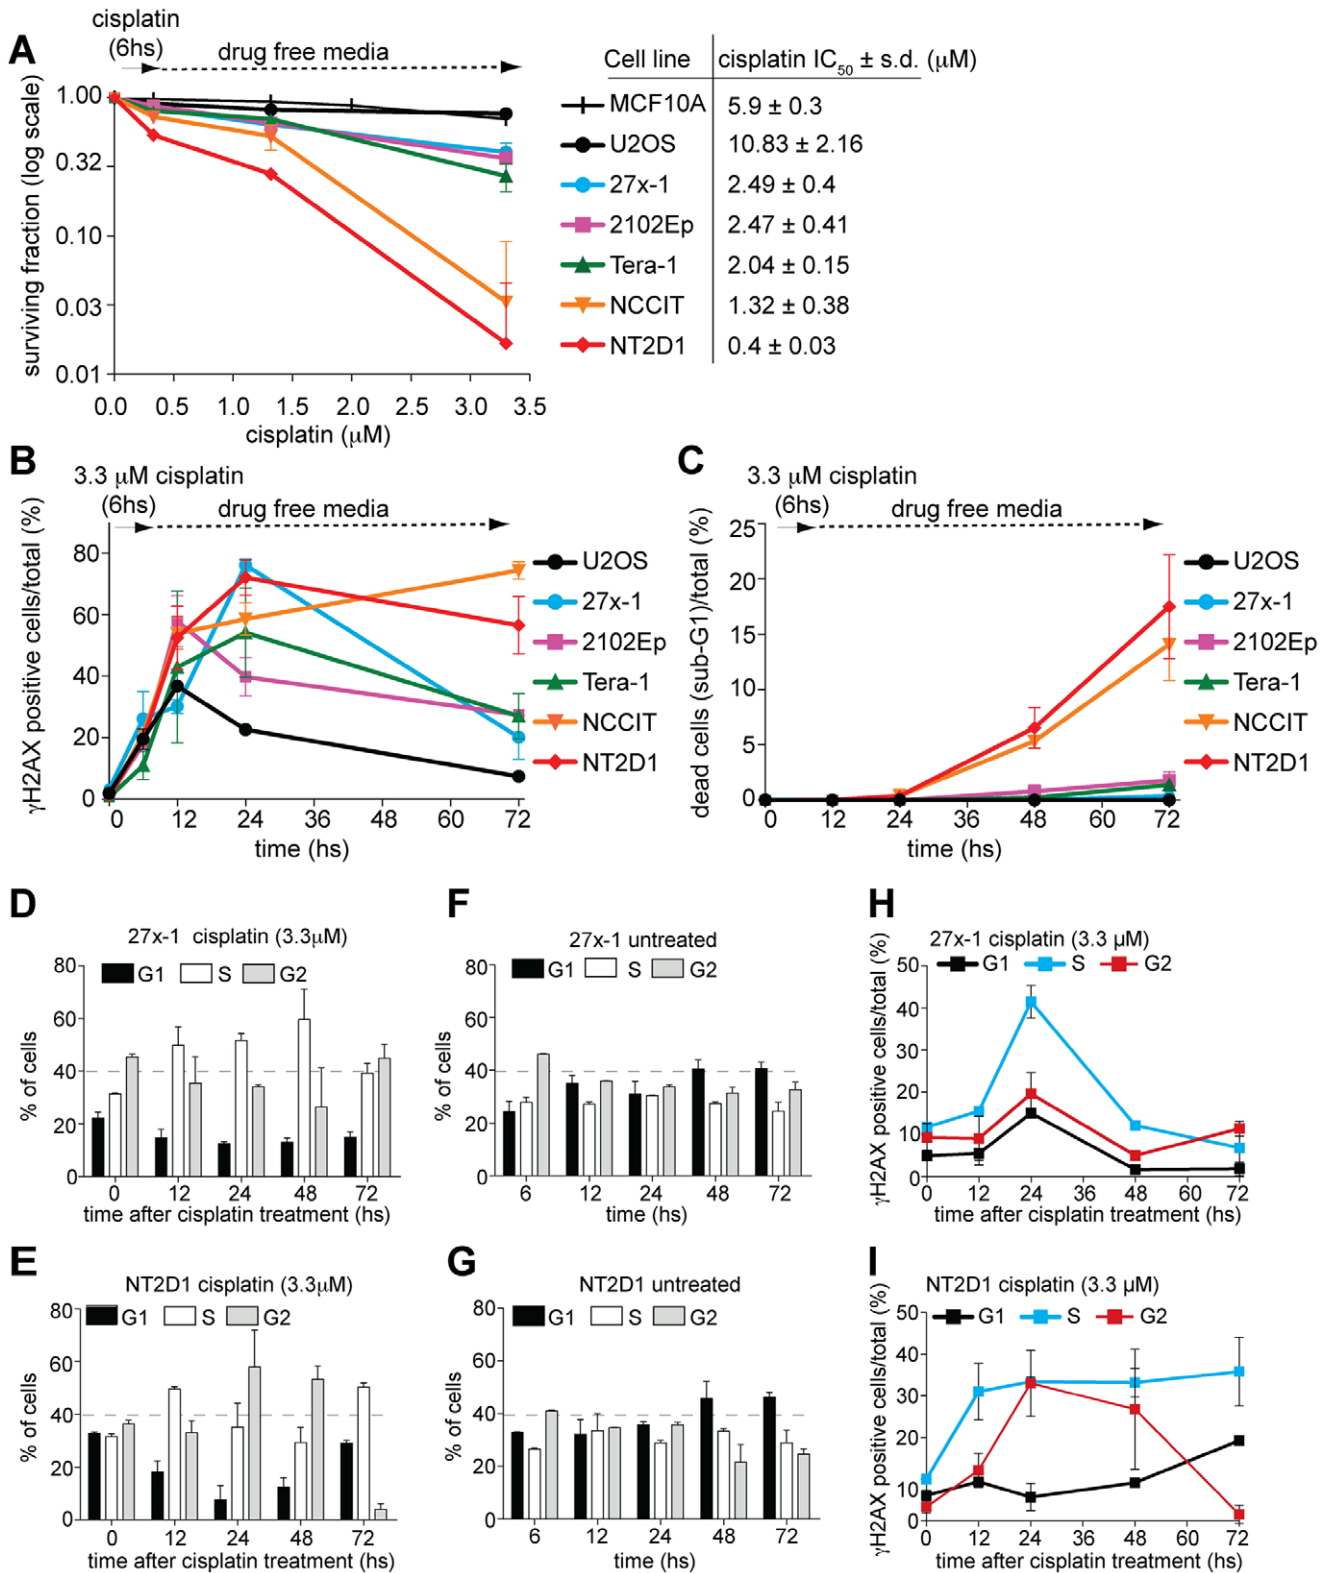 A
cisplatin
(6hs)
drug free media
surviving fraction (log scale)
1.00
0.32
0.10
0.03
0.01
0.0 0.5 1.0 1.5 2.0 2.5 3.0 3.5
cisplatin (μM)
Cell line cisplatin IC50 ± s.d. (μM)
MCF10A 5.9 ± 0.3
U2OS 10.83 ± 2.16
27x-1 2.49 ± 0.4
2102Ep 2.47 ± 0.41
Tera-1 2.04 ± 0.15
NCCIT 1.32 ± 0.38
NT2D1 0.4 ± 0.03
B
3.3 μM cisplatin
(6hs)
drug free media
γH2AX positive cells/total (%)
80
60
40
20
0
0 12 24 36 48 60 72
time (hs)
U2OS
27x-1
2102Ep
Tera-1
NCCIT
NT2D1
C
3.3 μM cisplatin
(6hs)
drug free media
dead cells (sub-G1)/total (%)
25
20
15
10
5
0
0 12 24 36 48 60 72
time (hs)
U2OS
27x-1
2102Ep
Tera-1
NCCIT
NT2D1
D
27x-1 cisplatin (3.3μM)
G1 S G2
% of cells
80
60
40
20
0
0 12 24 48 72
time after cisplatin treatment (hs)
F
27x-1 untreated
G1 S G2
% of cells
80
60
40
20
0
6 12 24 48 72
time (hs)
H
27x-1 cisplatin (3.3 μM)
G1 S G2
γH2AX positive cells/total (%)
50
40
30
20
10
0
0 12 24 36 48 60 72
time after cisplatin treatment (hs)
E
NT2D1 cisplatin (3.3μM)
G1 S G2
% of cells
80
60
40
20
0
0 12 24 48 72
time after cisplatin treatment (hs)
G
NT2D1 untreated
G1 S G2
% of cells
80
60
40
20
0
6 12 24 48 72
time (hs)
I
NT2D1 cisplatin (3.3 μM)
G1 S G2
γH2AX positive cells/total (%)
50
40
30
20
10
0
0 12 24 36 48 60 72
time after cisplatin treatment (hs)